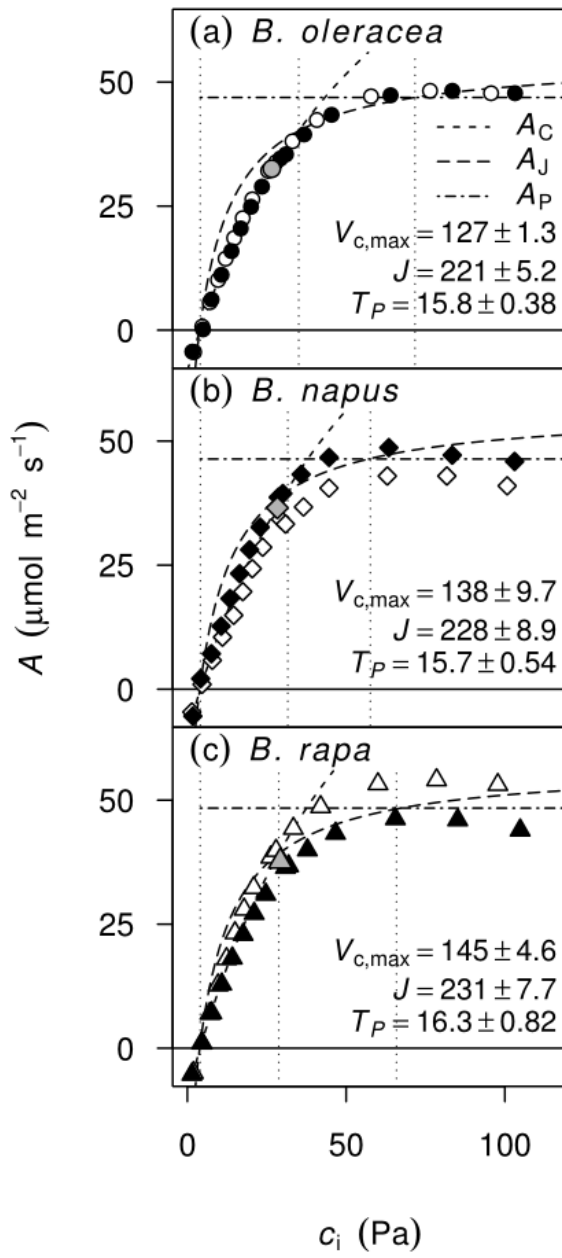 (a) B. oleracea
50
25
0
A_C
A_J
A_P
V_c,max = 127 ± 1.3
J = 221 ± 5.2
T_P = 15.8 ± 0.38
(b) B. napus
50
25
0
V_c,max = 138 ± 9.7
J = 228 ± 8.9
T_P = 15.7 ± 0.54
(c) B. rapa
50
25
0
V_c,max = 145 ± 4.6
J = 231 ± 7.7
T_P = 16.3 ± 0.82
0 50 100
c_i (Pa)
A (μmol m⁻² s⁻¹)